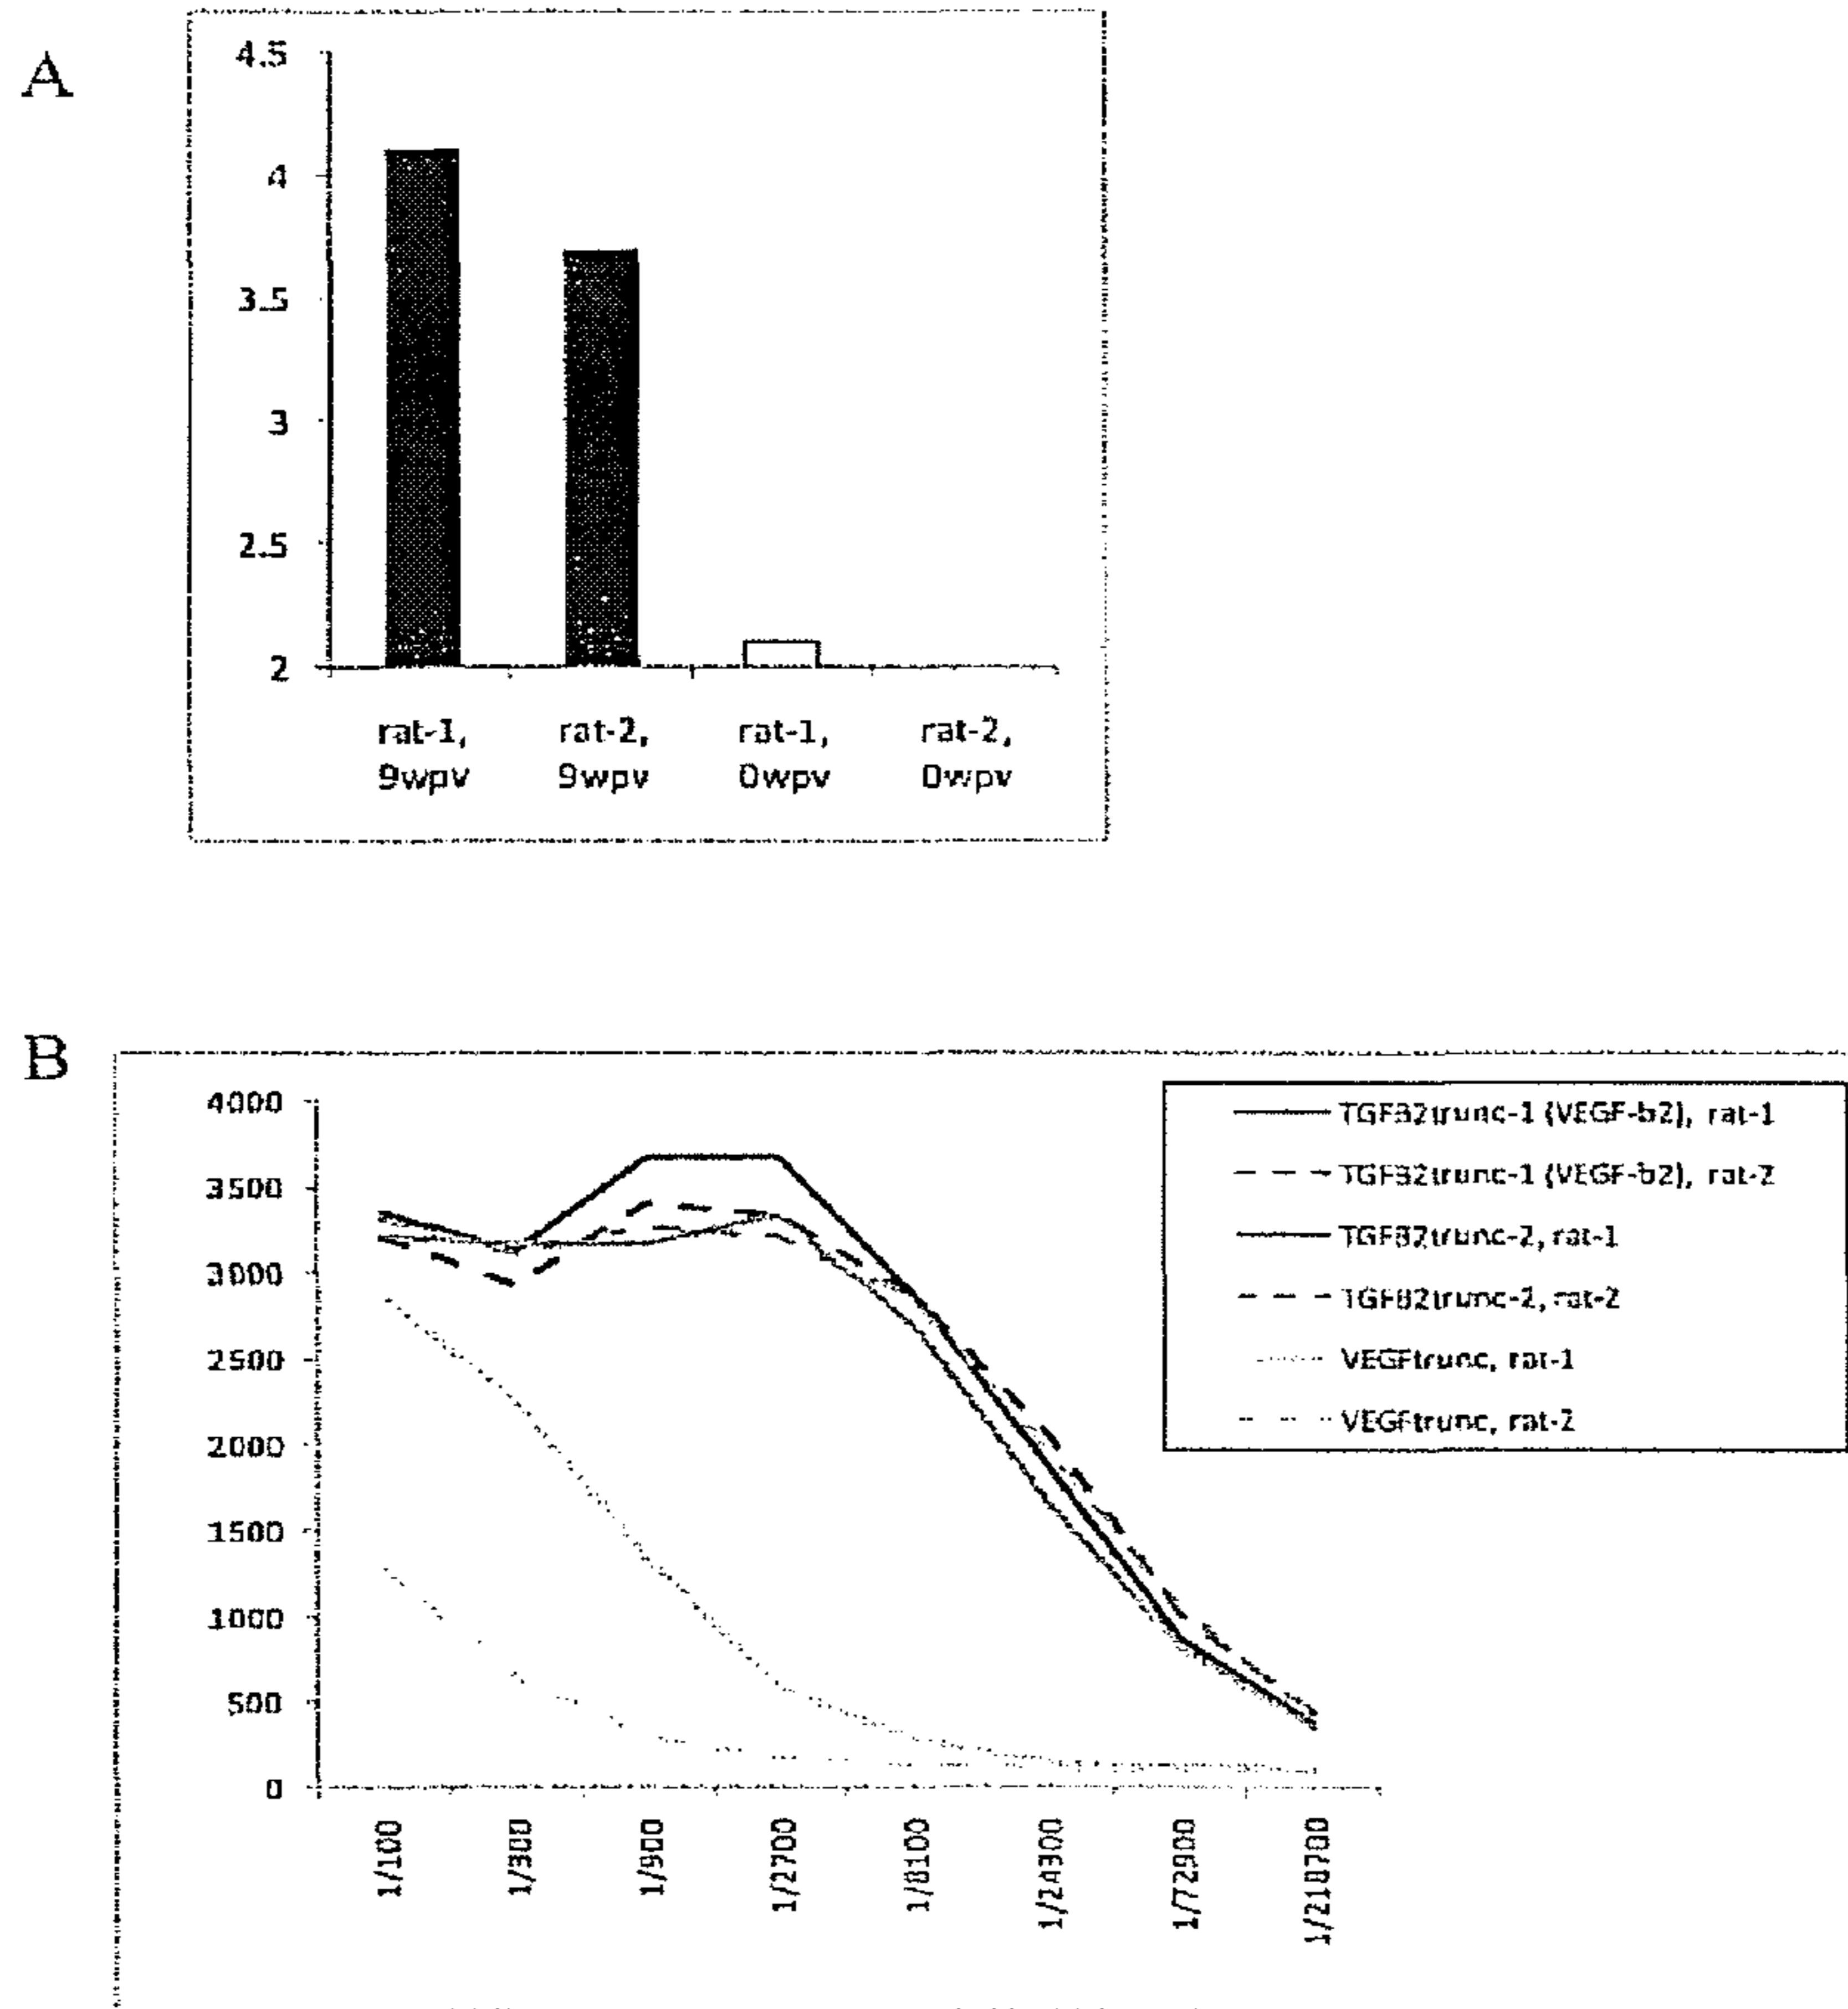 A
4.5
4
3.5
3
2.5
2
rat-1, 9wpv
rat-2, 9wpv
rat-1, 0wpv
rat-2, 0wpv
B
4000
3500
3000
2500
2000
1500
1000
500
0
1/100
1/300
1/900
1/2700
1/8100
1/24300
1/72900
1/218700
TGFB2trunc-1 (VEGF-b2), rat-1
TGFB2trunc-1 (VEGF-b2), rat-2
TGFB2trunc-2, rat-1
TGFB2trunc-2, rat-2
VEGFtrunc, rat-1
VEGFtrunc, rat-2